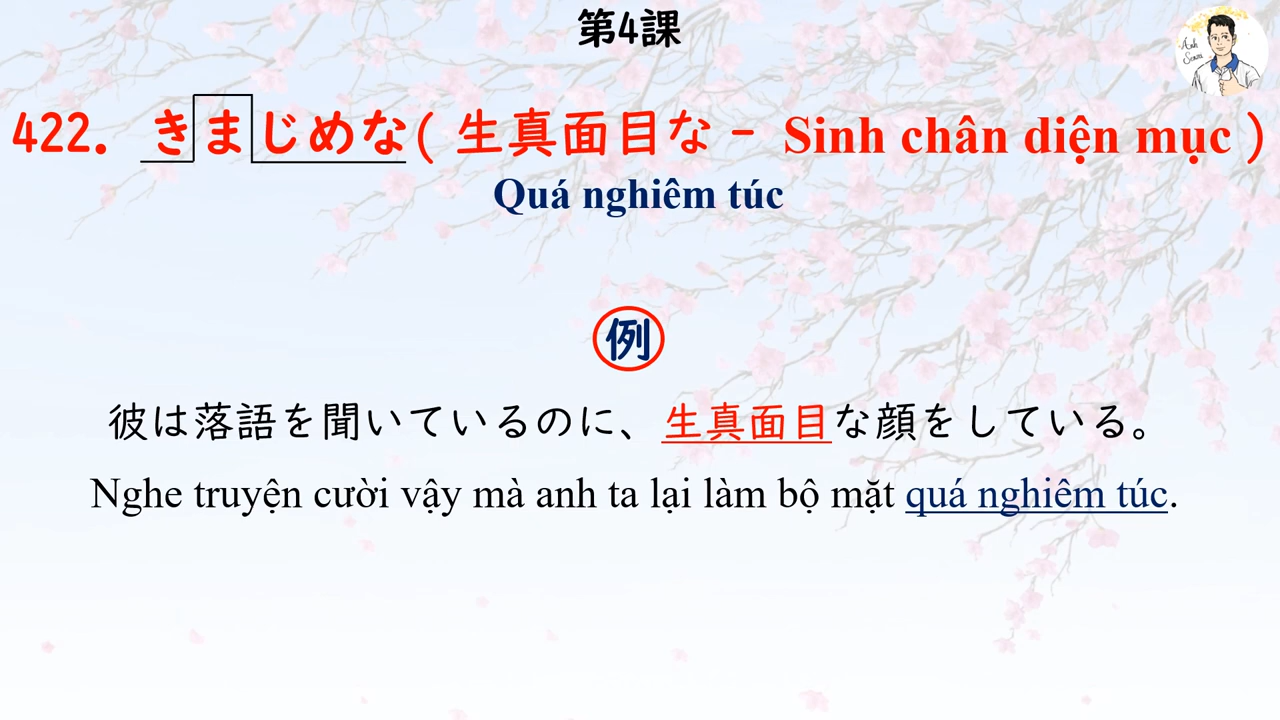 第4課
Anh
Sensei
422. きまじめな( 生真面目な - Sinh chân diện mục )
Quá nghiêm túc
例
彼は落語を聞いているのに、生真面目な顔をしている。
Nghe truyện cười vậy mà anh ta lại làm bộ mặt quá nghiêm túc.